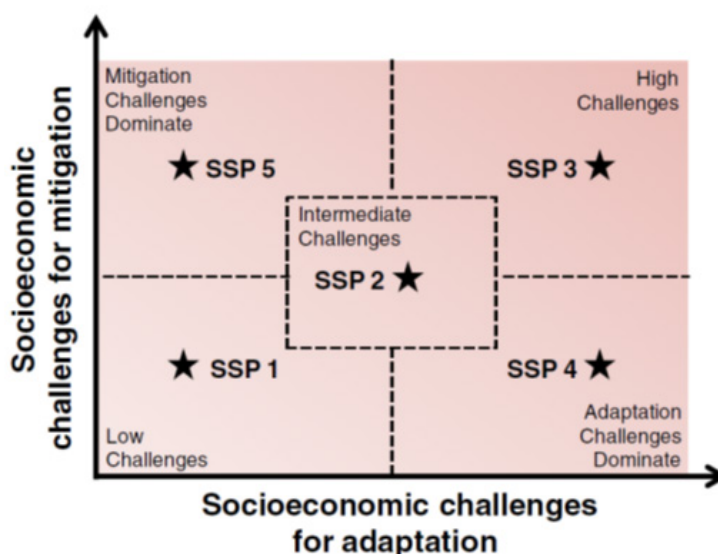 Socioeconomic
challenges for mitigation
Mitigation
Challenges
Dominate
High
Challenges
SSP 5
SSP 3
Intermediate
Challenges
SSP 2
SSP 1
SSP 4
Low
Challenges
Adaptation
Challenges
Dominate
Socioeconomic challenges
for adaptation